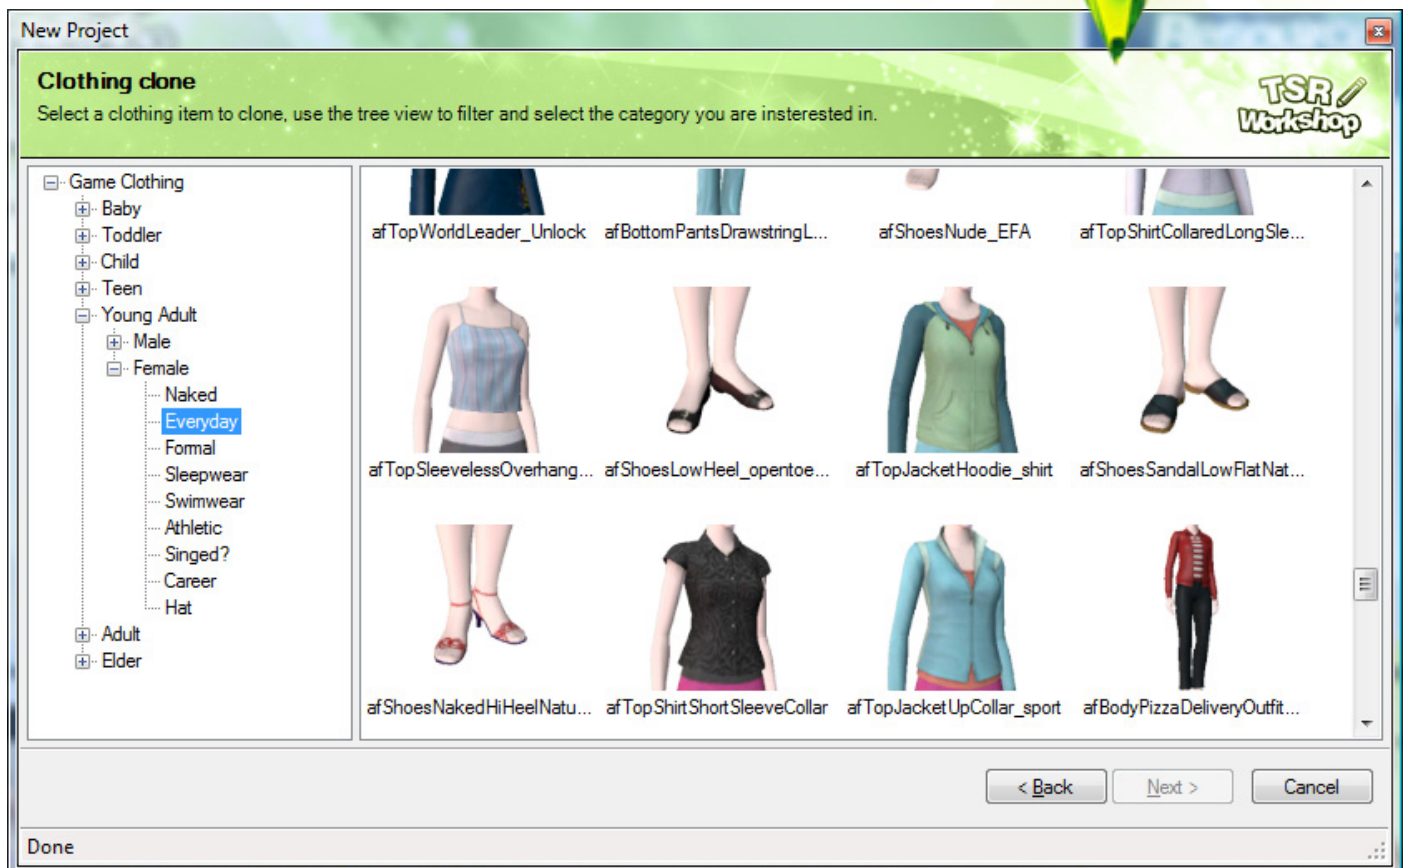 New Project
Clothing clone
Select a clothing item to clone, use the tree view to filter and select the category you are insterested in.
TSR
Workshop
Game Clothing
Baby
Toddler
Child
Teen
Young Adult
Male
Female
Naked
Everyday
Formal
Sleepwear
Swimwear
Athletic
Singed?
Career
Hat
Adult
Elder
afTopWorldLeader_Unlock afBottomPantsDrawstringL... afShoesNude_EFA afTopShirtCollaredLongSle...
afTopSleevelessOverhang... afShoesLowHeel_opentoe... afTopJacketHoodie_shirt afShoesSandalLowFlatNat...
afShoesNakedHiHeelNatu... afTopShirtShortSleeveCollar afTopJacketUpCollar_sport afBodyPizzaDeliveryOutfit...
< Back Next > Cancel
Done